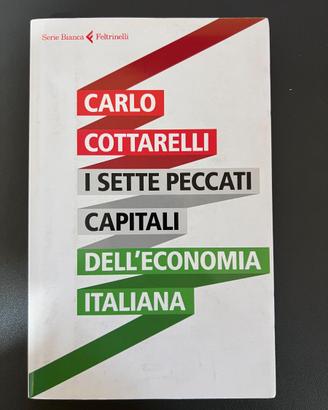 Serie Bianca Feltrinelli
CARLO
COTTARELLI
I SETTE PECCATI
CAPITALI
DELL'ECONOMIA
ITALIANA